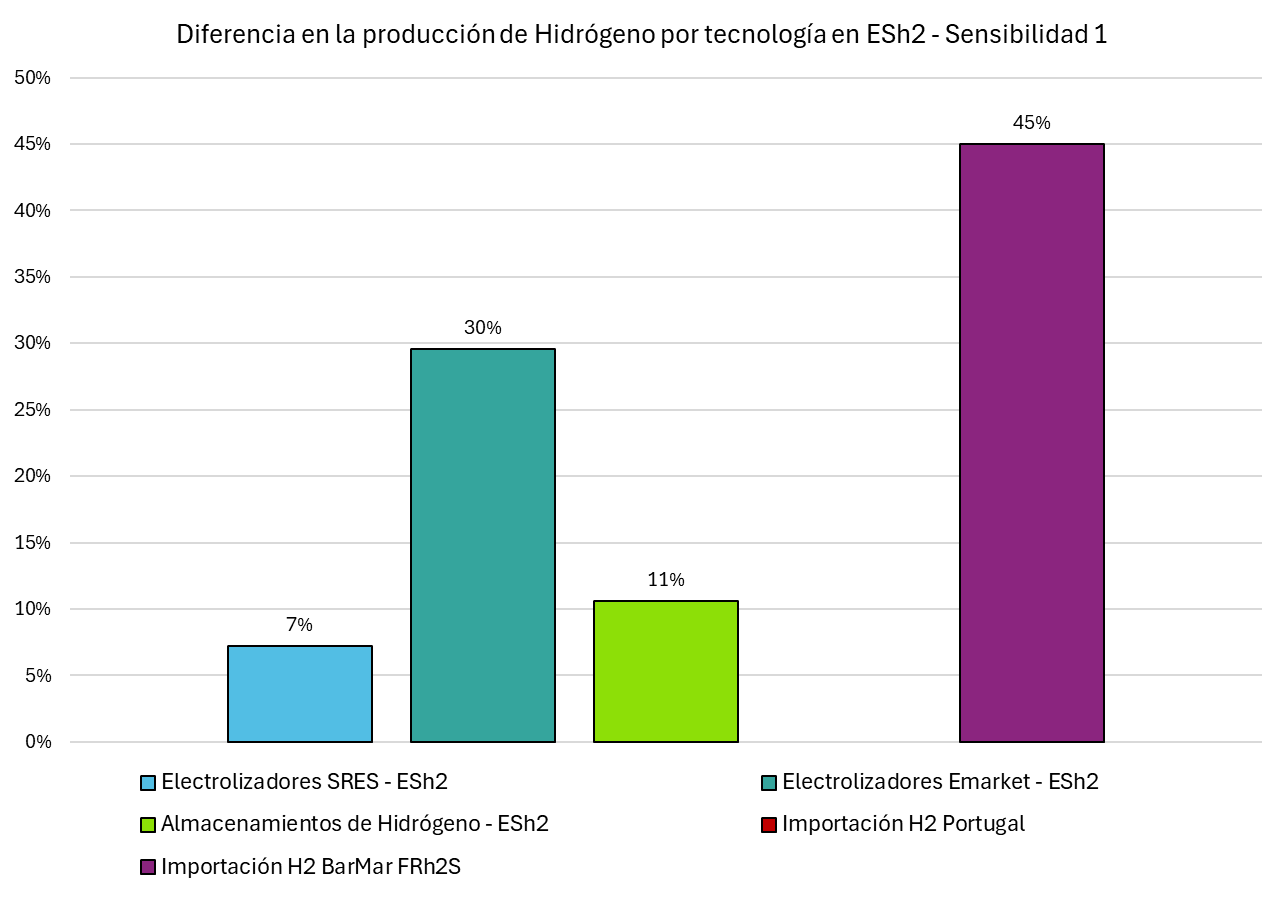 Diferencia en la producción de Hidrógeno por tecnología en ESh2 - Sensibilidad 1
50%
45%
40%
35%
30%
25%
20%
15%
10%
5%
0%
7%
30%
11%
45%
Electrolizadores SRES - ESh2
Electrolizadores Emarket - ESh2
Almacenamientos de Hidrógeno - ESh2
Importación H2 Portugal
Importación H2 BarMar FRh2S